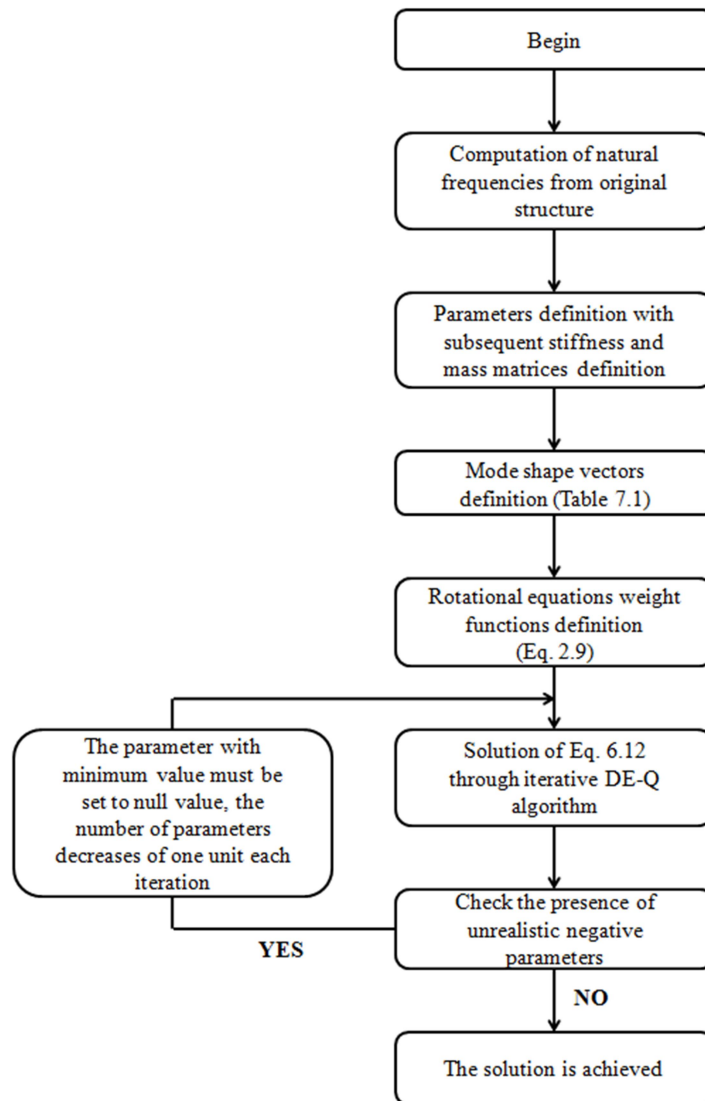 Begin
Computation of natural
frequencies from original
structure
Parameters definition with
subsequent stiffness and
mass matrices definition
Mode shape vectors
definition (Table 7.1)
Rotational equations weight
functions definition
(Eq. 2.9)
The parameter with
minimum value must be
set to null value, the
number of parameters
decreases of one unit each
iteration
Solution of Eq. 6.12
through iterative DE-Q
algorithm
Check the presence of
unrealistic negative
parameters
YES
NO
The solution is achieved